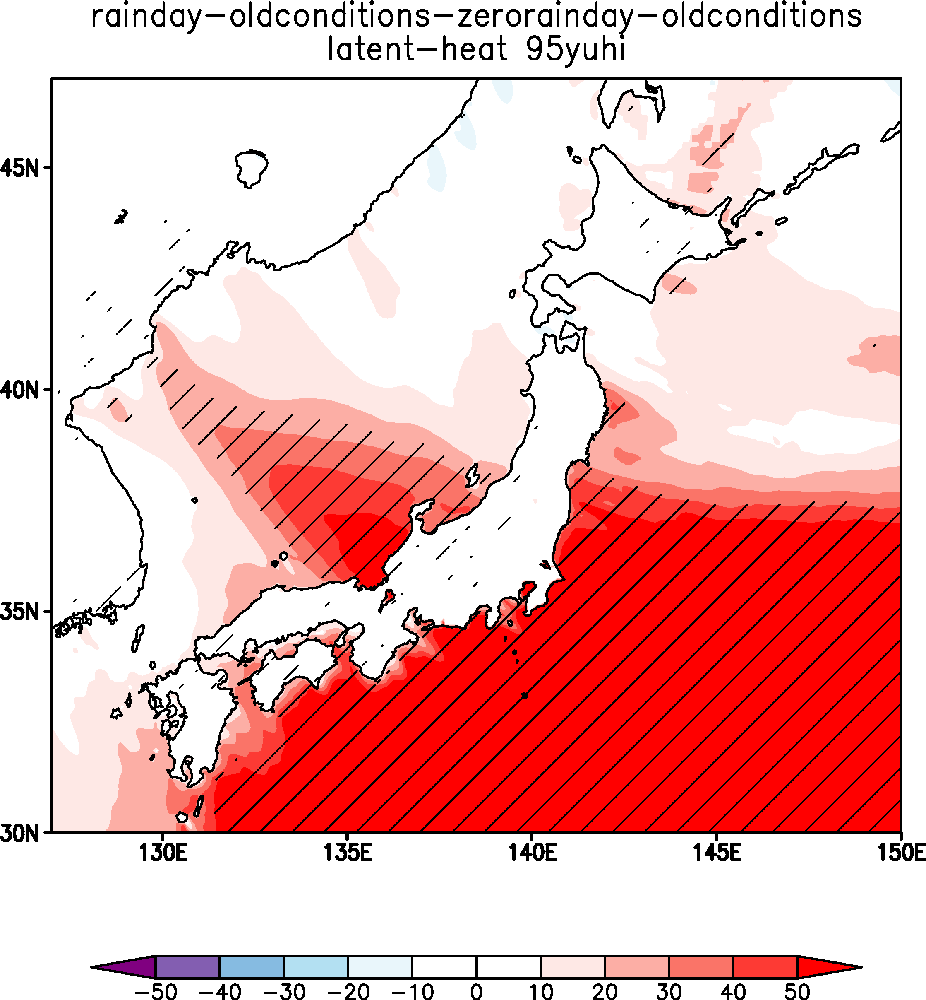 rainday-oldconditions-zerorainday-oldconditions
latent-heat 95yuhi
45N
40N
35N
30N
130E 135E 140E 145E 150E
-50 -40 -30 -20 -10 0 10 20 30 40 50